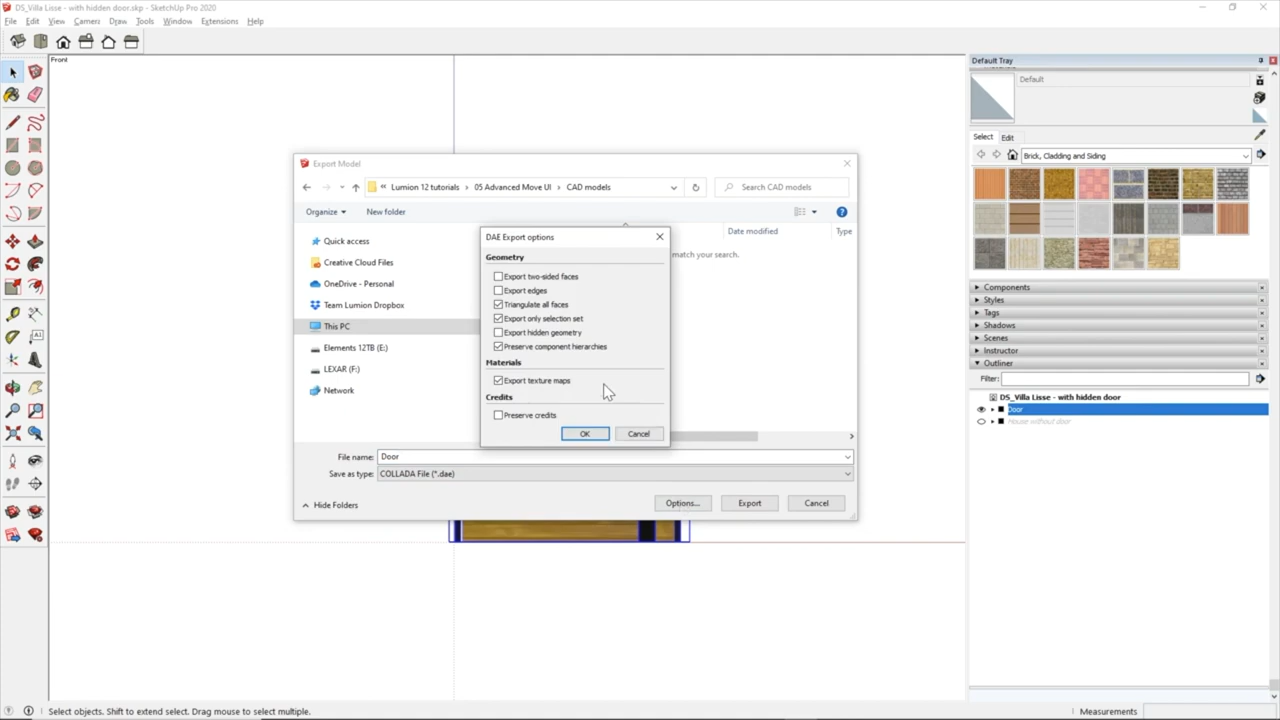 DS_Villa Lisse - with hidden door.skp - SketchUp Pro 2020
File Edit View Camera Draw Tools Window Extensions Help
Front
Default Tray
Default
Select Edit
Brick, Cladding and Siding
Export Model
« Lumion 12 tutorials › 05 Advanced Move UI › CAD models
Search CAD models
Organize
New folder
Date modified
Type
match your search.
Quick access
Creative Cloud Files
OneDrive - Personal
Team Lumion Dropbox
This PC
Elements 12TB (E:)
LEXAR (F:)
Network
DAE Export options
Geometry
Export two-sided faces
Export edges
Triangulate all faces
Export only selection set
Export hidden geometry
Preserve component hierarchies
Materials
Export texture maps
Credits
Preserve credits
OK
Cancel
File name: Door
Save as type: COLLADA File (*.dae)
Hide Folders
Options...
Export
Cancel
Components
Styles
Tags
Shadows
Scenes
Instructor
Outliner
Filter:
DS_Villa Lisse - with hidden door
Door
House without door
Select objects. Shift to extend select. Drag mouse to select multiple.
Measurements